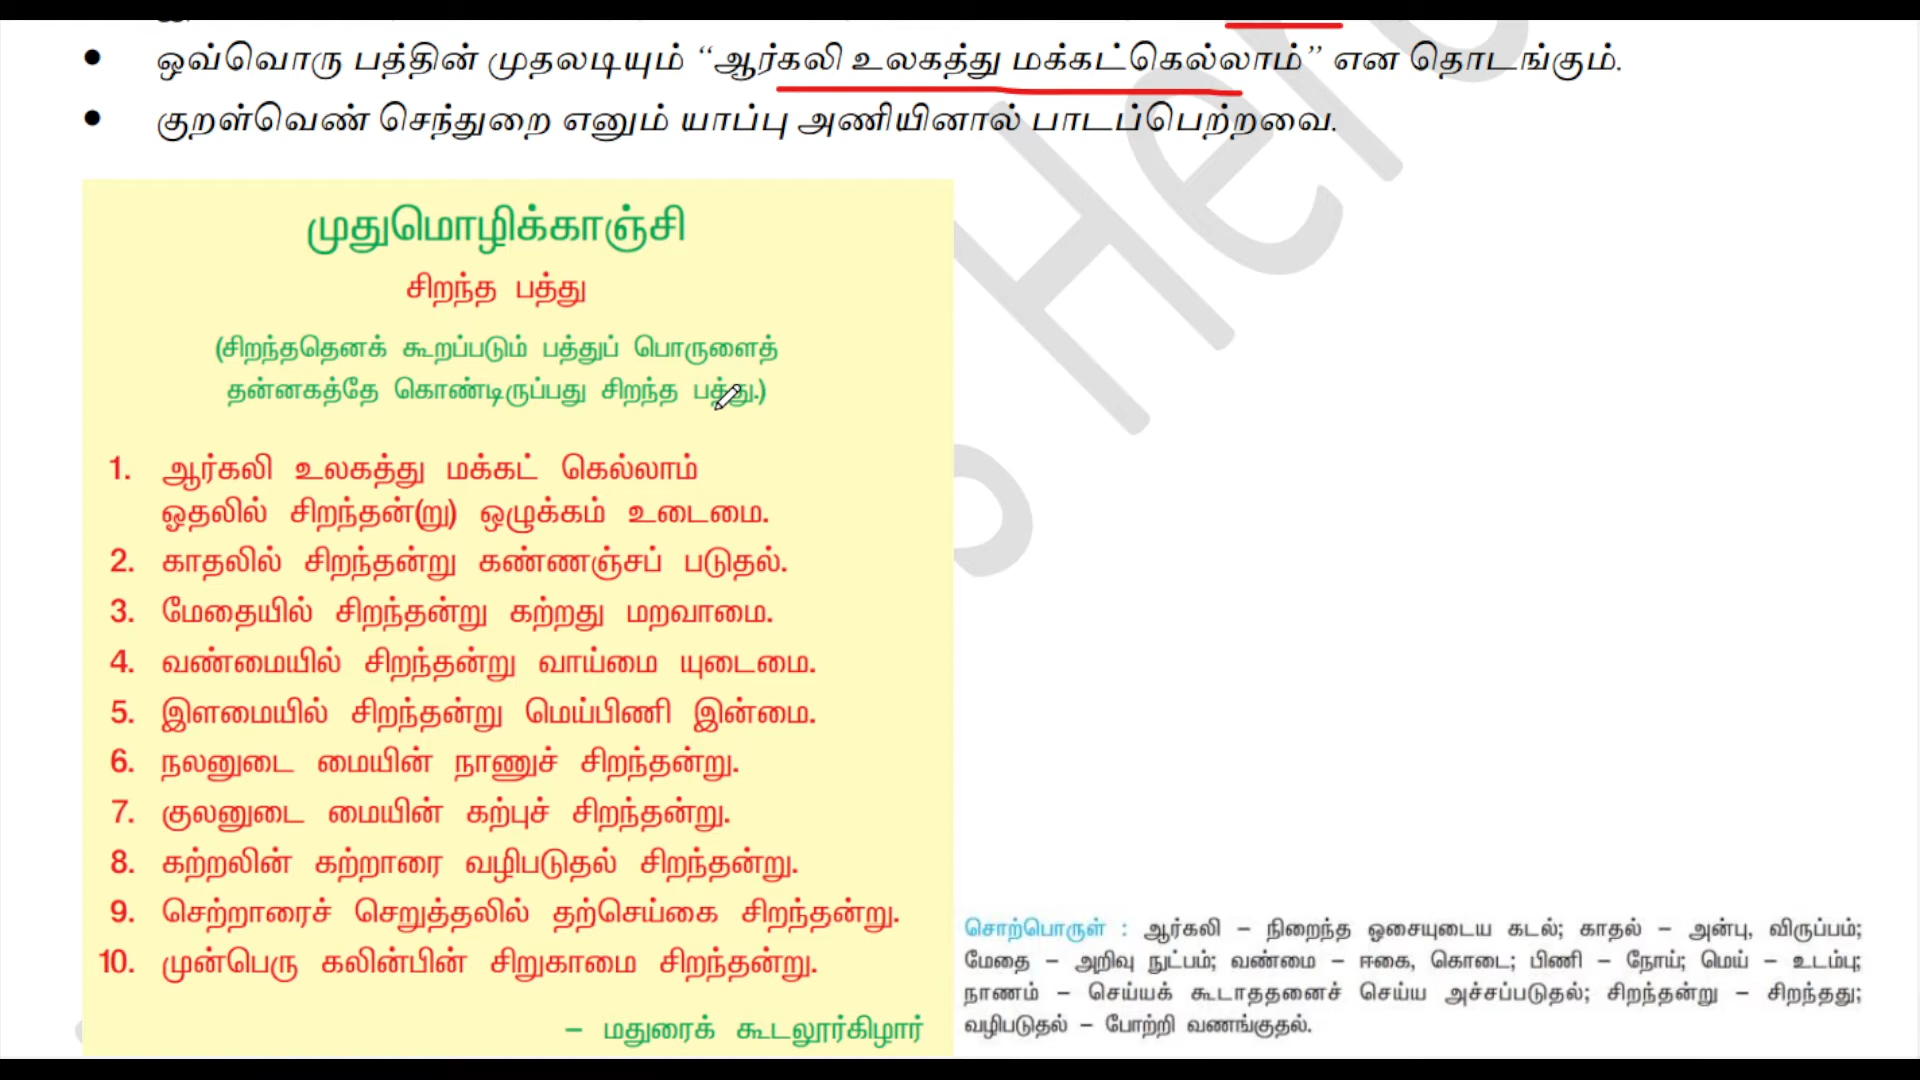 ஒவ்வொரு பத்தின் முதலடியும் “ஆர்கலி உலகத்து மக்கட்கெல்லாம்” என தொடங்கும்.
குறள்வெண் செந்துறை எனும் யாப்பு அணியினால் பாடப்பெற்றவை.
முதுமொழிக்காஞ்சி
சிறந்த பத்து
(சிறந்ததெனக் கூறப்படும் பத்துப் பொருளைத்
தன்னகத்தே கொண்டிருப்பது சிறந்த பத்து.)
1. ஆர்கலி உலகத்து மக்கட் கெல்லாம்
ஓதலில் சிறந்தன்(று) ஒழுக்கம் உடைமை.
2. காதலில் சிறந்தன்று கண்ணஞ்சப் படுதல்.
3. மேதையில் சிறந்தன்று கற்றது மறவாமை.
4. வண்மையில் சிறந்தன்று வாய்மை யுடைமை.
5. இளமையில் சிறந்தன்று மெய்பிணி இன்மை.
6. நலனுடை மையின் நாணுச் சிறந்தன்று.
7. குலனுடை மையின் கற்புச் சிறந்தன்று.
8. கற்றலின் கற்றாரை வழிபடுதல் சிறந்தன்று.
9. செற்றாரைச் செறுத்தலில் தற்செய்கை சிறந்தன்று.
10. முன்பெரு கலின்பின் சிறுகாமை சிறந்தன்று.
– மதுரைக் கூடலூர்கிழார்
சொற்பொருள் : ஆர்கலி – நிறைந்த ஓசையுடைய கடல்; காதல் – அன்பு, விருப்பம்;
மேதை – அறிவு நுட்பம்; வண்மை – ஈகை, கொடை; பிணி – நோய்; மெய் – உடம்பு;
நாணம் – செய்யக் கூடாததனைச் செய்ய அச்சப்படுதல்; சிறந்தன்று – சிறந்தது;
வழிபடுதல் – போற்றி வணங்குதல்.